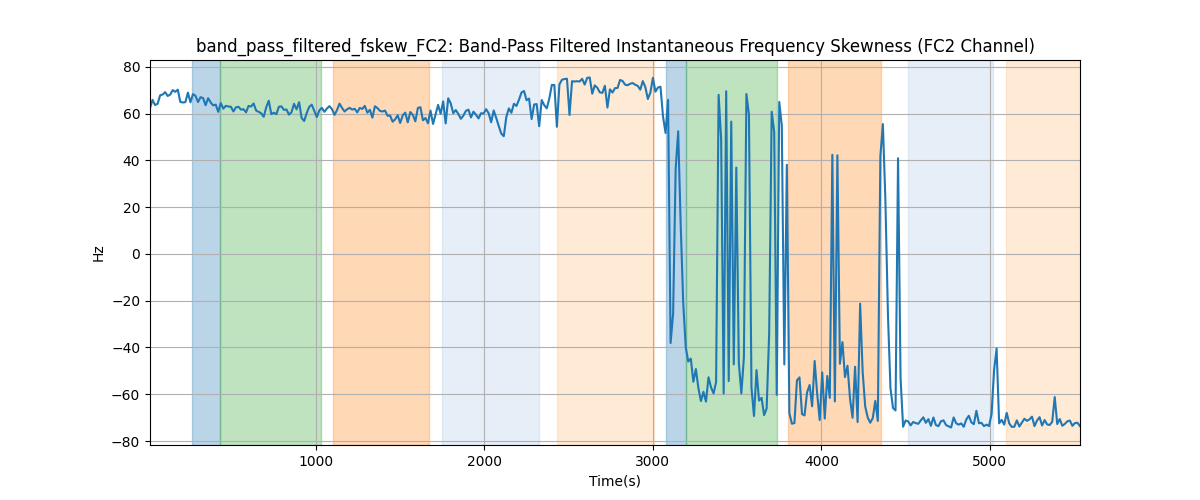 band_pass_filtered_fskew_FC2: Band-Pass Filtered Instantaneous Frequency Skewness (FC2 Channel)
80
60
40
20
0
−20
−40
−60
−80
Hz
1000 2000 3000 4000 5000
Time(s)